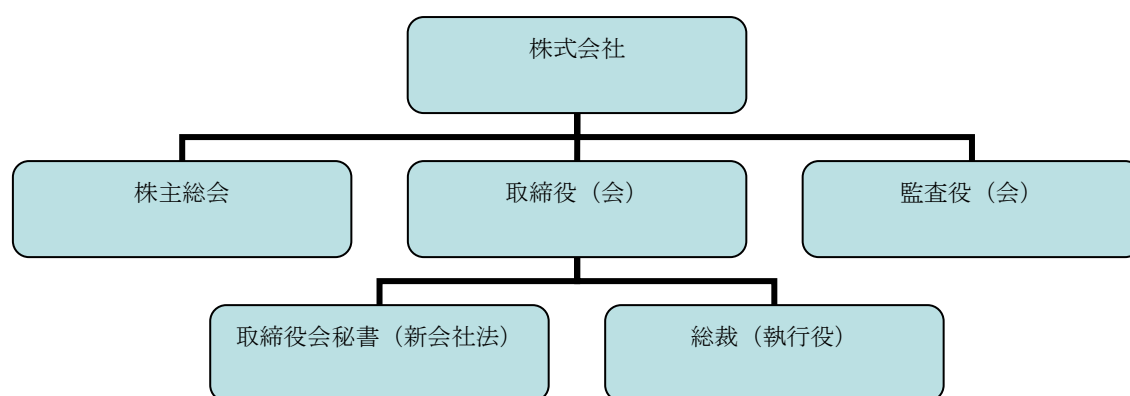 株式会社
株主総会
取締役（会）
監査役（会）
取締役会秘書（新会社法）
総裁（執行役）